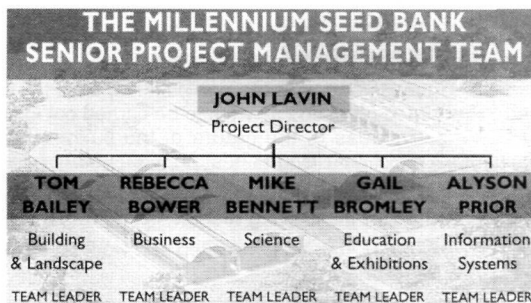 THE MILLENNIUM SEED BANK
SENIOR PROJECT MANAGEMENT TEAM
JOHN LAVIN
Project Director
TOM
BAILEY
Building
& Landscape
TEAM LEADER
REBECCA
BOWER
Business
TEAM LEADER
MIKE
BENNETT
Science
TEAM LEADER
GAIL
BROMLEY
Education
& Exhibitions
TEAM LEADER
ALYSON
PRIOR
Information
Systems
TEAM LEADER